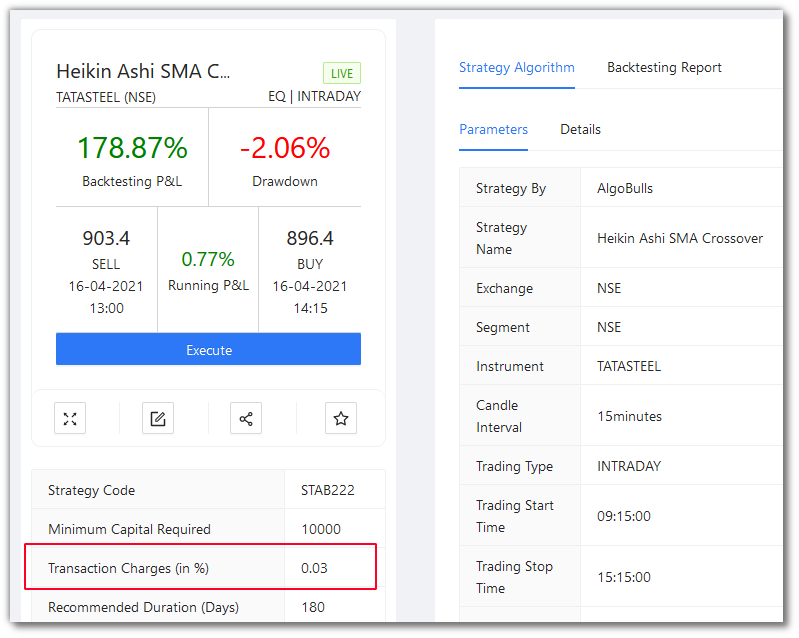 Heikin Ashi SMA C...
LIVE
TATASTEEL (NSE)
EQ | INTRADAY
178.87%
Backtesting P&L
-2.06%
Drawdown
903.4
SELL
16-04-2021
13:00
0.77%
Running P&L
896.4
BUY
16-04-2021
14:15
Execute
Strategy Code
STAB222
Minimum Capital Required
10000
Transaction Charges (in %)
0.03
Recommended Duration (Days)
180
Strategy Algorithm
Backtesting Report
Parameters
Details
Strategy By
AlgoBulls
Strategy
Name
Heikin Ashi SMA Crossover
Exchange
NSE
Segment
NSE
Instrument
TATASTEEL
Candle
Interval
15minutes
Trading Type
INTRADAY
Trading Start
Time
09:15:00
Trading Stop
Time
15:15:00